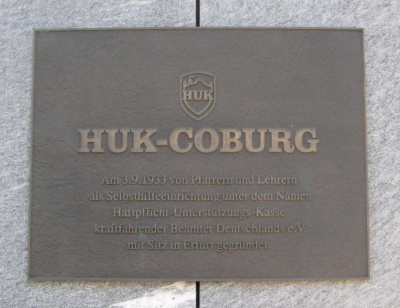 HUK
HUK-COBURG
Am 3.9.1933 von Pfarrern und Lehrern
als Selbsthilfeeinrichtung unter dem Namen
Haftpflicht-Unterstützungs-Kasse
kraftfahrender Beamter Deutschlands e.V.
mit Sitz in Erfurt gegründet.